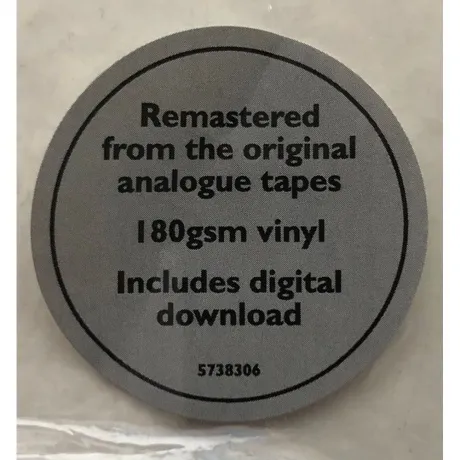 Remastered
from the original
analogue tapes
180gsm vinyl
Includes digital
download
5738306